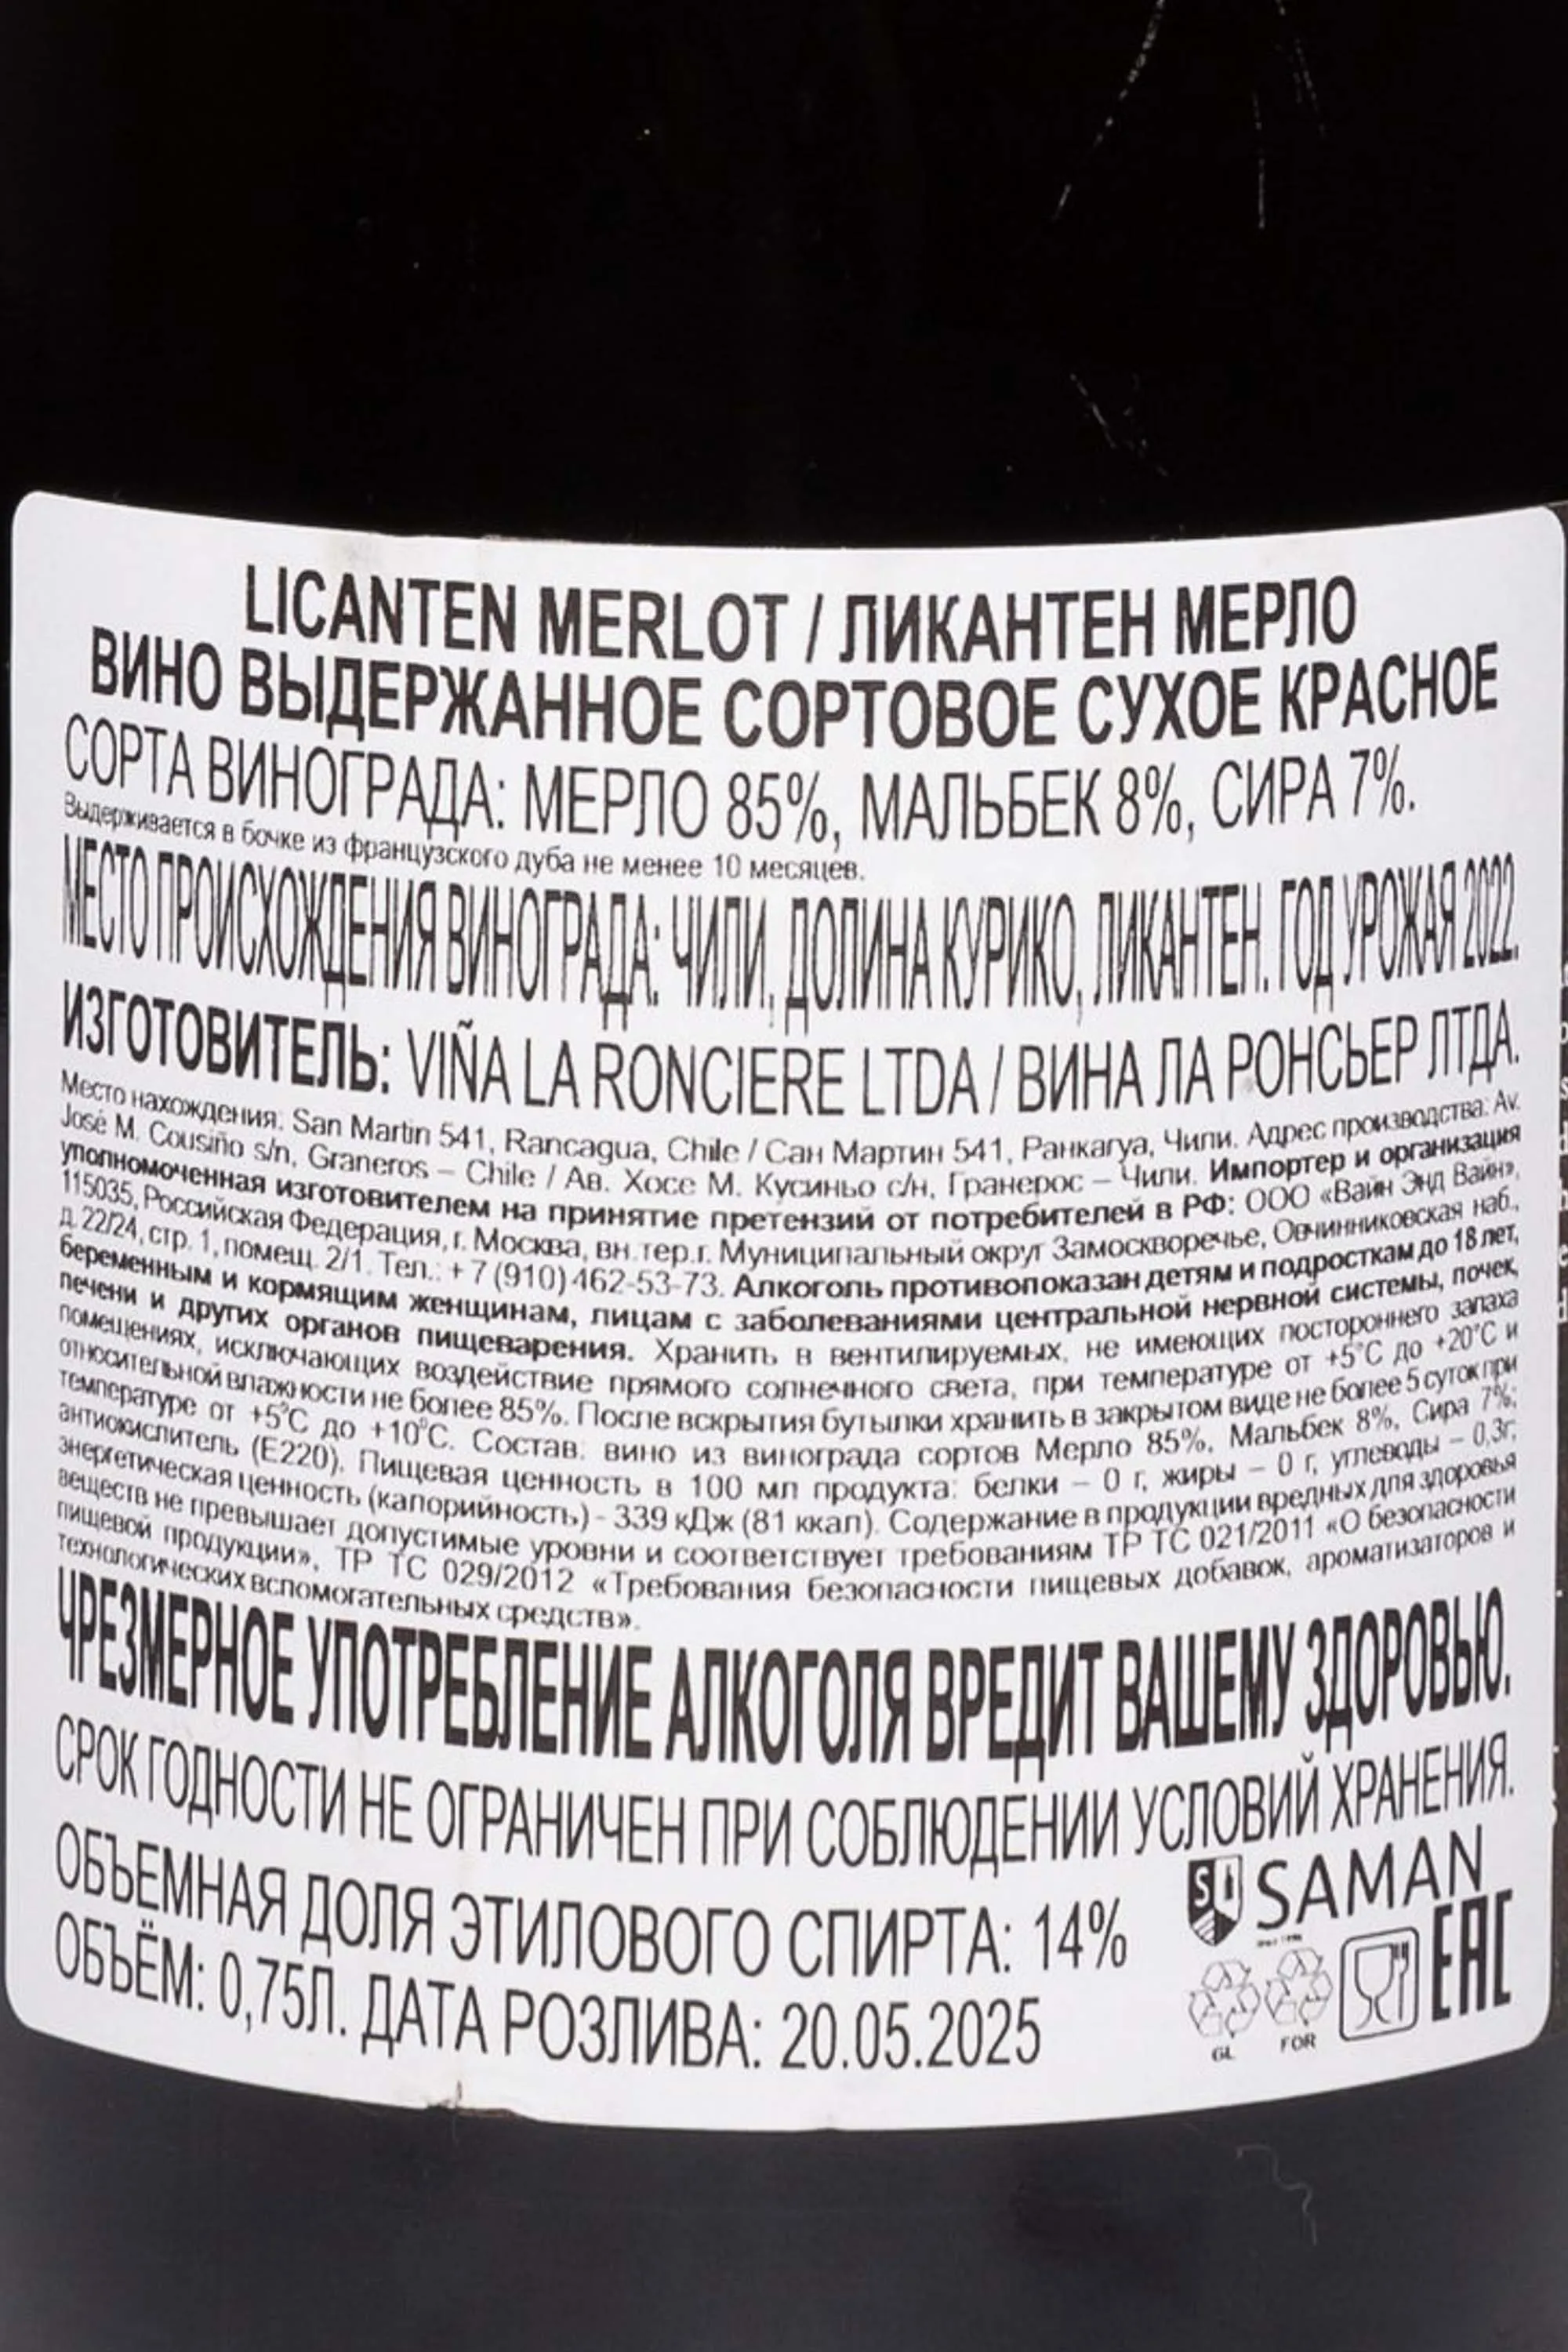 LICANTEN MERLOT / ЛИКАНТЕН МЕРЛО
ВИНО ВЫДЕРЖАННОЕ СОРТОВОЕ СУХОЕ КРАСНОЕ
СОРТА ВИНОГРАДА: МЕРЛО 85%, МАЛЬБЕК 8%, СИРА 7%.
Выдерживается в бочке из французского дуба не менее 10 месяцев.
МЕСТО ПРОИСХОЖДЕНИЯ ВИНОГРАДА: ЧИЛИ, ДОЛИНА КУРИКО, ЛИКАНТЕН. ГОД УРОЖАЯ 2022.
ИЗГОТОВИТЕЛЬ: VIÑA LA RONCIERE LTDA / ВИНА ЛА РОНСЬЕР ЛТДА.
Место нахождения: San Martin 541, Rancagua, Chile / Сан Мартин 541, Ранкагуа, Чили. Адрес производства: Av.
José M. Cousiño s/n, Graneros – Chile / Ав. Хосе М. Кусиньо с/н, Гранерос – Чили. Импортер и организация
уполномоченная изготовителем на принятие претензий от потребителей в РФ: ООО «Вайн Энд Вайн»,
115035, Российская Федерация, г. Москва, вн.тер.г. Муниципальный округ Замоскворечье, Овчинниковская наб.,
д. 22/24, стр. 1, помещ. 2/1. Тел.: + 7 (910) 462-53-73. Алкоголь противопоказан детям и подросткам до 18 лет,
беременным и кормящим женщинам, лицам с заболеваниями центральной нервной системы, почек,
печени и других органов пищеварения. Хранить в вентилируемых, не имеющих постороннего запаха
помещениях, исключающих воздействие прямого солнечного света, при температуре от +5°С до +20°С и
относительной влажности не более 85%. После вскрытия бутылки хранить в закрытом виде не более 5 суток при
температуре от +5°С до +10°С. Состав: вино из винограда сортов Мерло 85%, Мальбек 8%, Сира 7%;
антиокислитель (Е220). Пищевая ценность в 100 мл продукта: белки – 0 г, жиры – 0 г, углеводы – 0,3г;
энергетическая ценность (калорийность) - 339 кДж (81 ккал). Содержание в продукции вредных для здоровья
веществ не превышает допустимые уровни и соответствует требованиям ТР ТС 021/2011 «О безопасности
пищевой продукции», ТР ТС 029/2012 «Требования безопасности пищевых добавок, ароматизаторов и
технологических вспомогательных средств».
ЧРЕЗМЕРНОЕ УПОТРЕБЛЕНИЕ АЛКОГОЛЯ ВРЕДИТ ВАШЕМУ ЗДОРОВЬЮ.
СРОК ГОДНОСТИ НЕ ОГРАНИЧЕН ПРИ СОБЛЮДЕНИИ УСЛОВИЙ ХРАНЕНИЯ.
ОБЪЕМНАЯ ДОЛЯ ЭТИЛОВОГО СПИРТА: 14%
ОБЪЁМ: 0,75Л. ДАТА РОЗЛИВА: 20.05.2025
SI SAMAN
GL FOR EAC